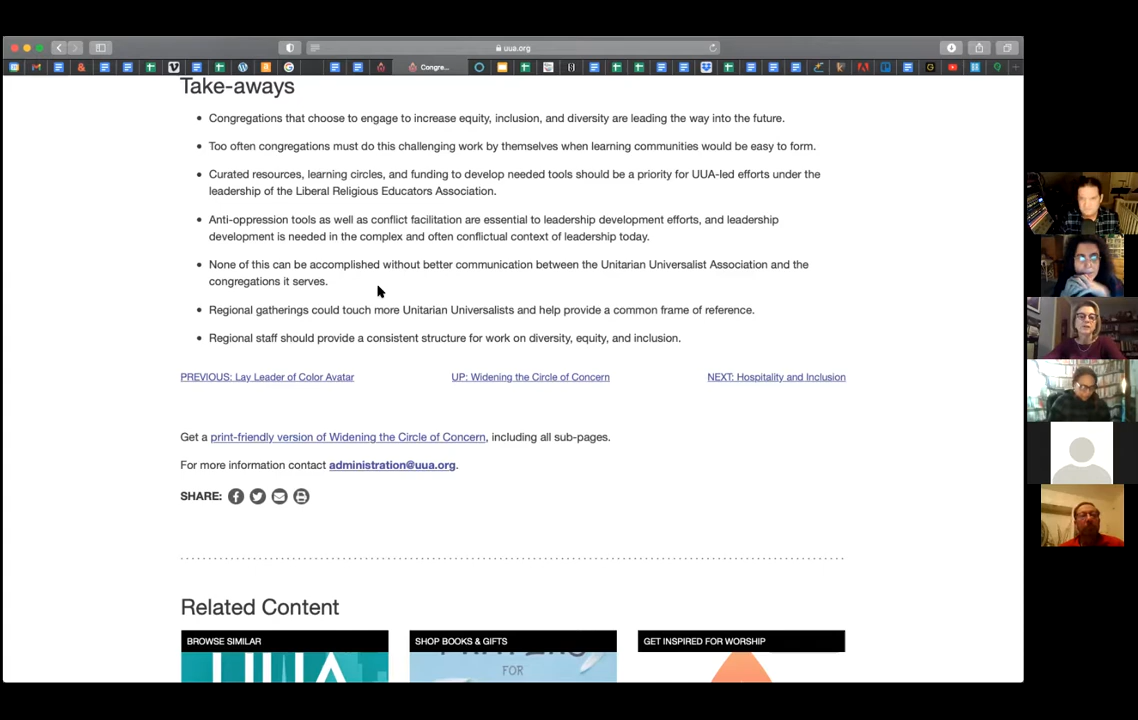 uua.org
Congre...
Take-aways
• Congregations that choose to engage to increase equity, inclusion, and diversity are leading the way into the future.
• Too often congregations must do this challenging work by themselves when learning communities would be easy to form.
• Curated resources, learning circles, and funding to develop needed tools should be a priority for UUA-led efforts under the
leadership of the Liberal Religious Educators Association.
• Anti-oppression tools as well as conflict facilitation are essential to leadership development efforts, and leadership
development is needed in the complex and often conflictual context of leadership today.
• None of this can be accomplished without better communication between the Unitarian Universalist Association and the
congregations it serves.
• Regional gatherings could touch more Unitarian Universalists and help provide a common frame of reference.
• Regional staff should provide a consistent structure for work on diversity, equity, and inclusion.
PREVIOUS: Lay Leader of Color Avatar
UP: Widening the Circle of Concern
NEXT: Hospitality and Inclusion
Get a print-friendly version of Widening the Circle of Concern, including all sub-pages.
For more information contact administration@uua.org.
SHARE:
Related Content
BROWSE SIMILAR
SHOP BOOKS & GIFTS
GET INSPIRED FOR WORSHIP
UUA
PRAYERS
FOR